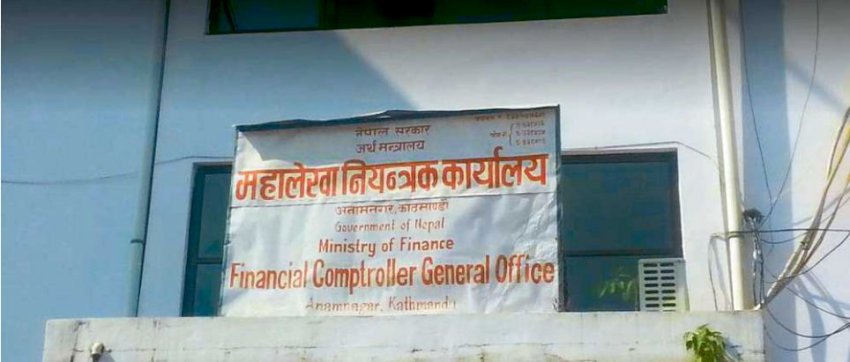 नेपाल सरकार
अर्थ मन्त्रालय
महालेखा नियन्त्रक कार्यालय
अनामनगर, काठमाण्डौ
Government of Nepal
Ministry of Finance
Financial Comptroller General Office
Anamnagar, Kathmandu